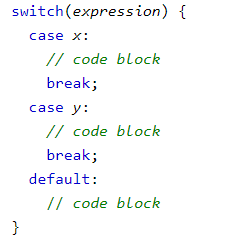 switch(expression) {
  case x:
    // code block
    break;
  case y:
    // code block
    break;
  default:
    // code block
}